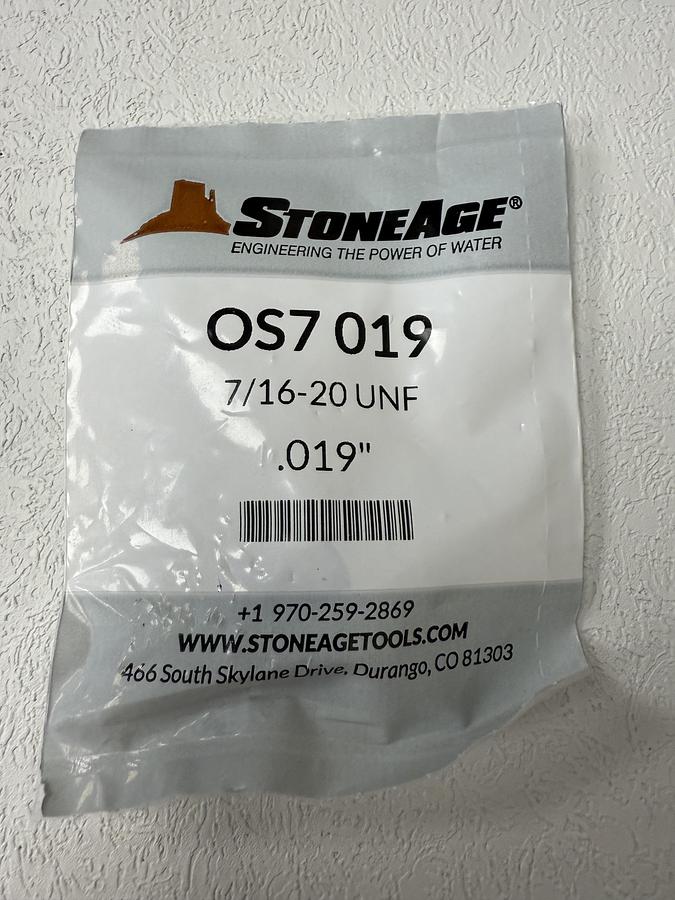 STONEAGE®
ENGINEERING THE POWER OF WATER
OS7 019
7/16-20 UNF
.019"
+1 970-259-2869
WWW.STONEAGETOOLS.COM
466 South Skylane Drive, Durango, CO 81303